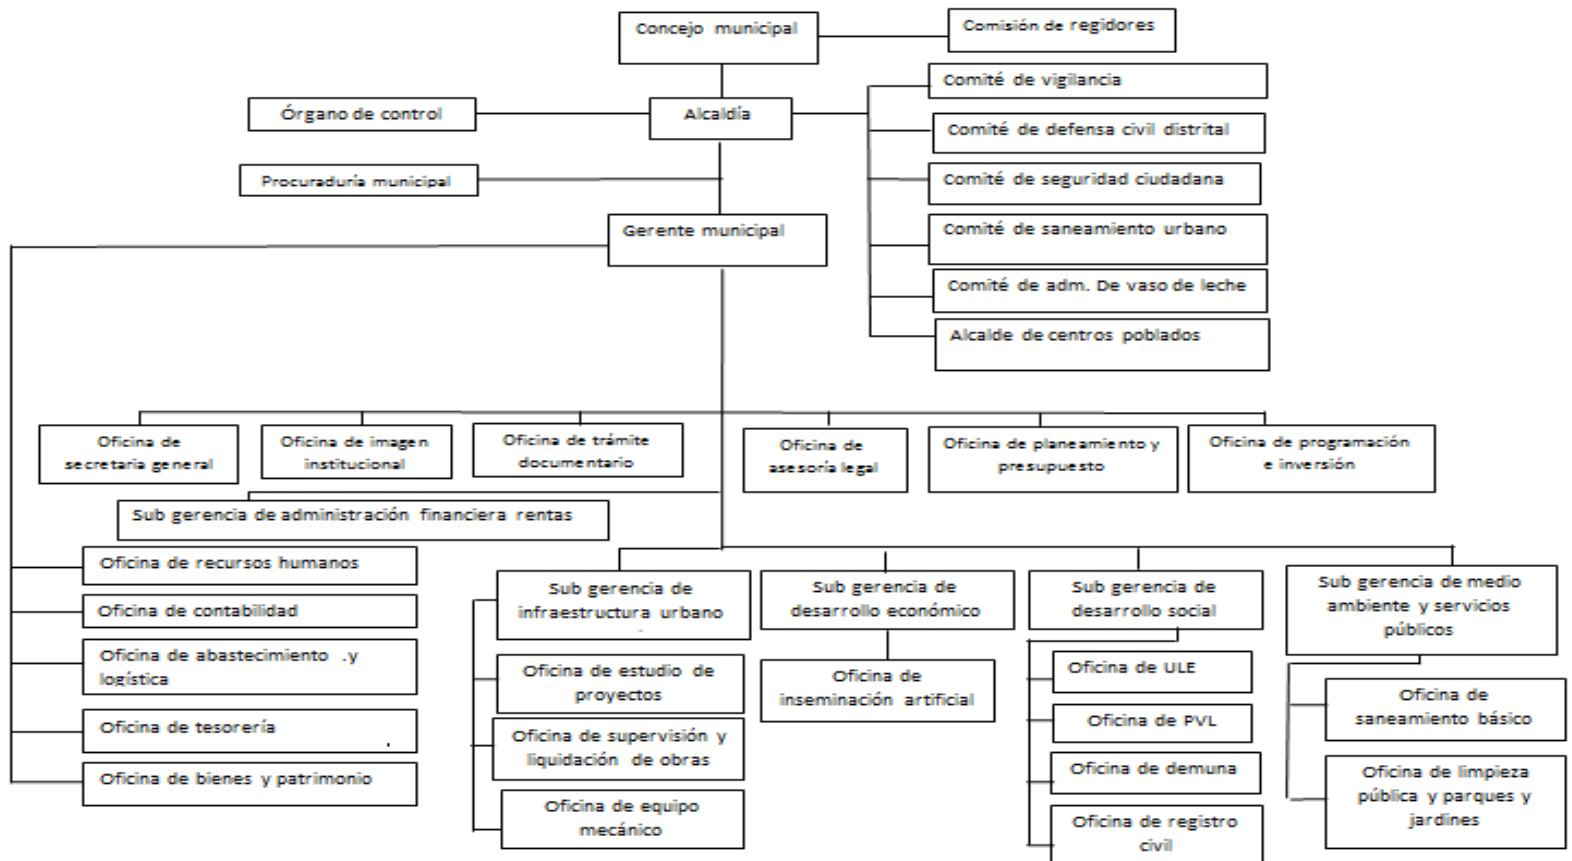 Concejo municipal
Comisión de regidores
Comité de vigilancia
Órgano de control
Alcaldía
Comité de defensa civil distrital
Procuraduría municipal
Comité de seguridad ciudadana
Gerente municipal
Comité de saneamiento urbano
Comité de adm. De vaso de leche
Alcalde de centros poblados
Oficina de
secretaria general
Oficina de imagen
institucional
Oficina de trámite
documentario
Oficina de
asesoría legal
Oficina de planeamiento y
presupuesto
Oficina de programación
e inversión
Sub gerencia de administración financiera rentas
Oficina de recursos humanos
Oficina de contabilidad
Oficina de abastecimiento .y
logística
Oficina de tesorería
.
Oficina de bienes y patrimonio
Sub gerencia de
infraestructura urbano
Oficina de estudio de
proyectos
Oficina de supervisión y
liquidación de obras
Oficina de equipo
mecánico
Sub gerencia de
desarrollo económico
Oficina de
inseminación artificial
Sub gerencia de
desarrollo social
Oficina de ULE
Oficina de PVL
Oficina de demuna
Oficina de registro
civil
Sub gerencia de medio
ambiente y servicios
públicos
Oficina de
saneamiento básico
Oficina de limpieza
pública y parques y
jardines